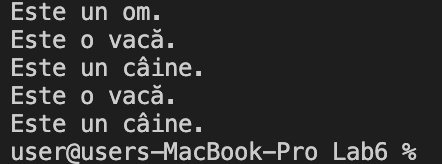 Este un om.
Este o vacă.
Este un câine.
Este o vacă.
Este un câine.
user@users-MacBook-Pro Lab6 %